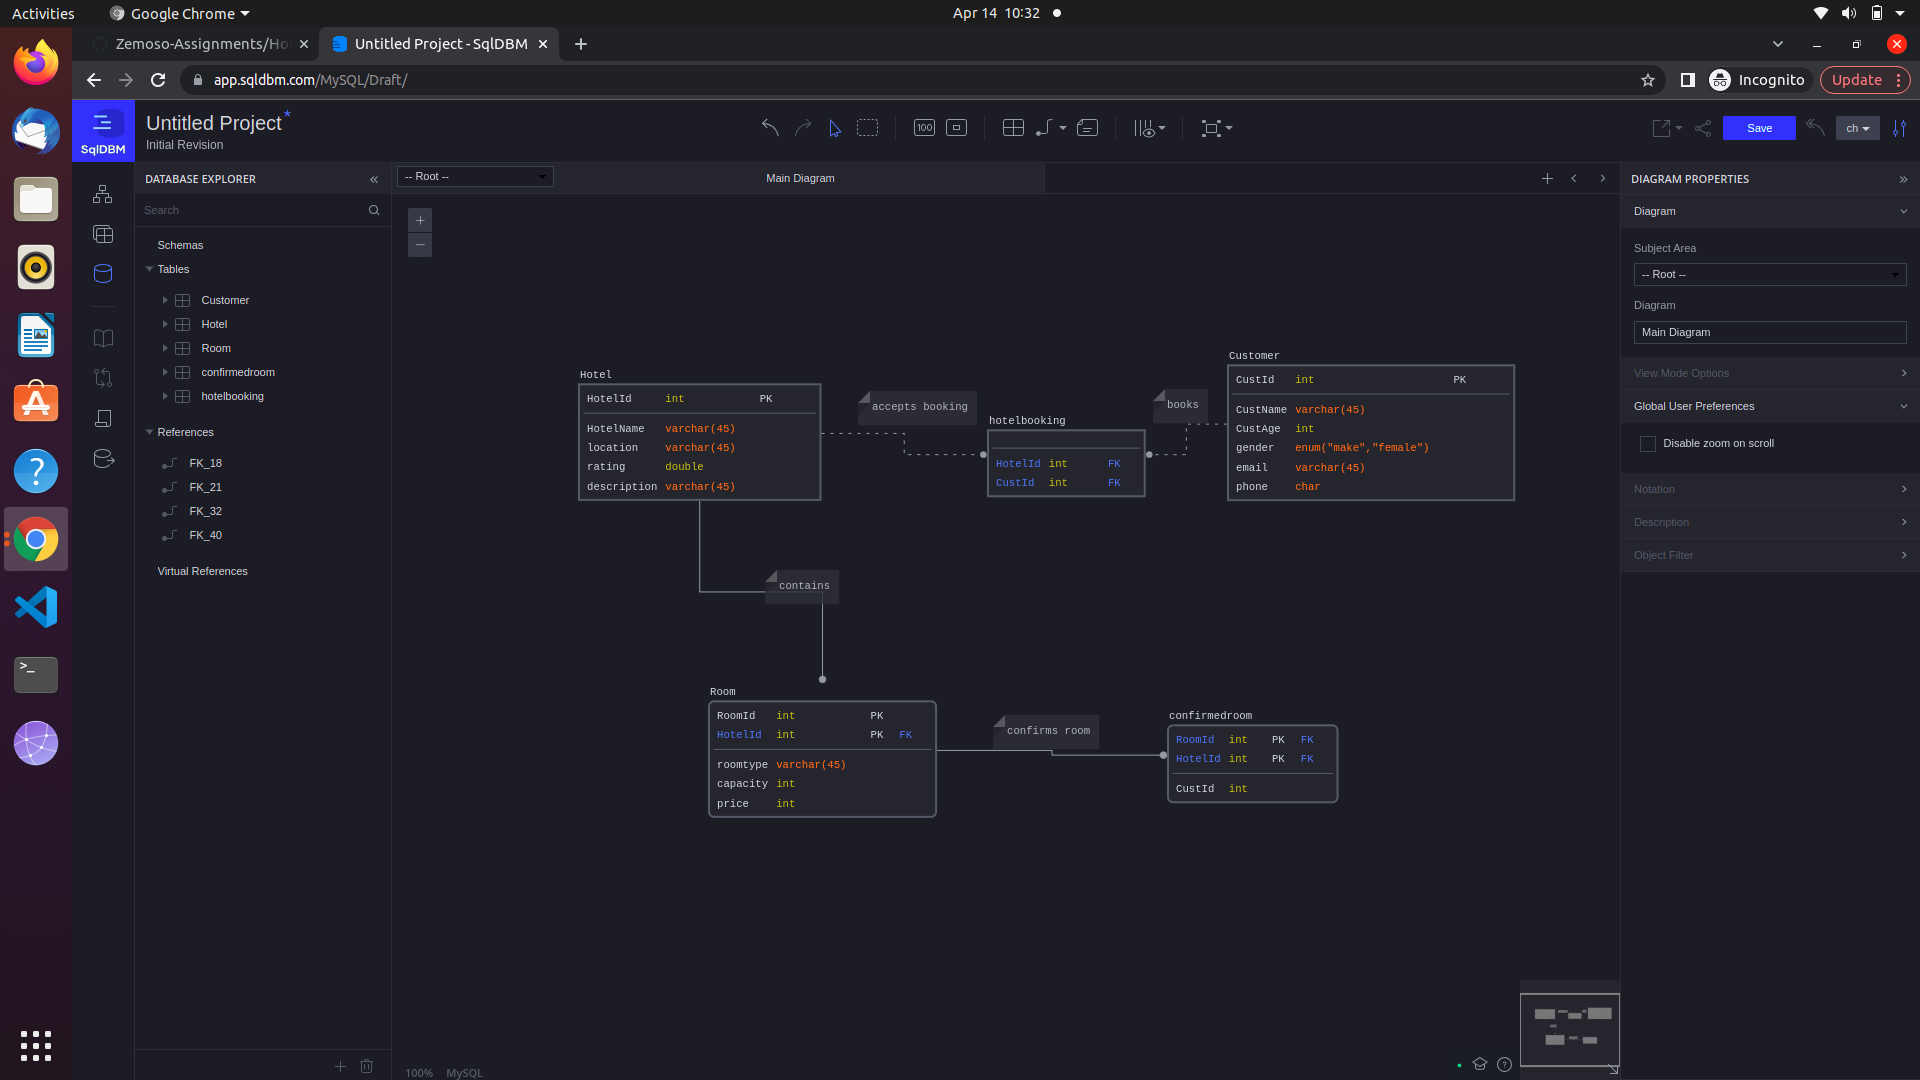 Activities
Google Chrome
Apr 14 10:32
Zemoso-Assignments/Ho
Untitled Project - SqlDBM
app.sqldbm.com/MySQL/Draft/
Incognito
Update
SqlDBM
Untitled Project*
Initial Revision
100
Save
ch
DATABASE EXPLORER
-- Root --
Main Diagram
DIAGRAM PROPERTIES
Search
Schemas
Tables
Customer
Hotel
Room
confirmedroom
hotelbooking
References
FK_18
FK_21
FK_32
FK_40
Virtual References
Hotel
HotelId int PK
HotelName varchar(45)
location varchar(45)
rating double
description varchar(45)
accepts booking
hotelbooking
HotelId int FK
CustId int FK
books
Customer
CustId int PK
CustName varchar(45)
CustAge int
gender enum("make","female")
email varchar(45)
phone char
contains
Room
RoomId int PK
HotelId int PK FK
roomtype varchar(45)
capacity int
price int
confirms room
confirmedroom
RoomId int PK FK
HotelId int PK FK
CustId int
Diagram
Subject Area
-- Root --
Diagram
Main Diagram
View Mode Options
Global User Preferences
Disable zoom on scroll
Notation
Description
Object Filter
100% MySQL